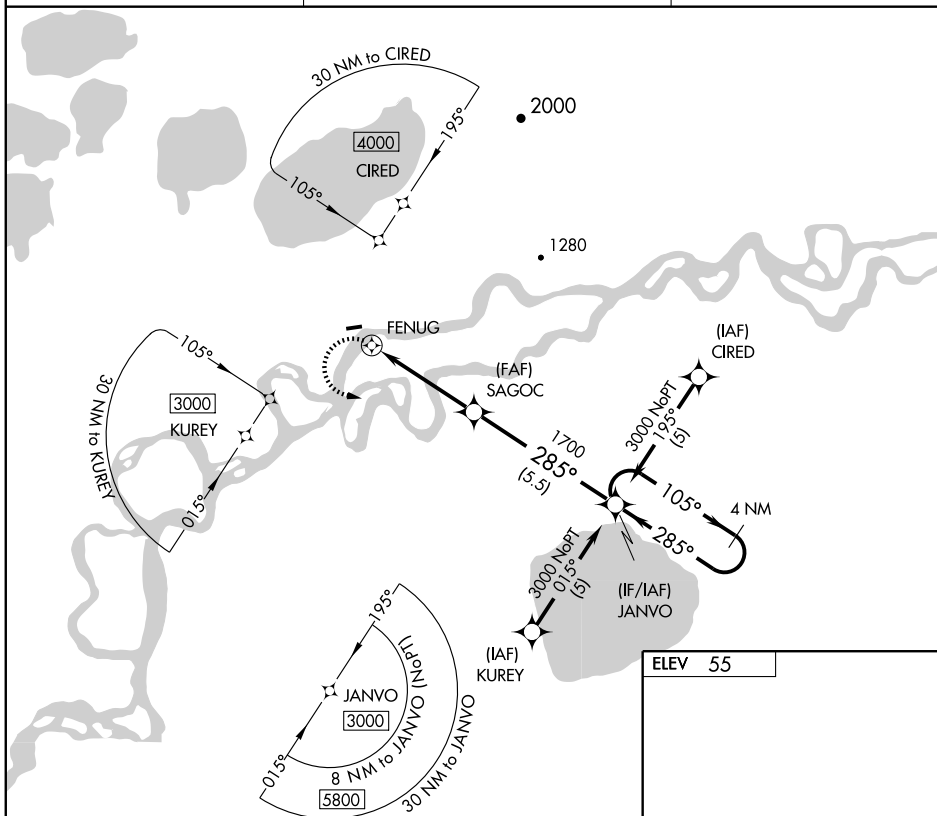 30 NM to CIRED
195°
4000
CIRED
105°
2000
1280
FENUG
(IAF)
CIRED
(FAF)
SAGOC
3000 NoPT
195°
(5)
105°
3000
KUREY
30 NM to KUREY
015°
1700
285°
(5.5)
105°
4 NM
285°
3000 NoPT
015°
(5)
(IF/IAF)
JANVO
(IAF)
KUREY
195°
JANVO
3000
8 NM to JANVO (NoPT)
015°
5800
30 NM to JANVO
ELEV 55